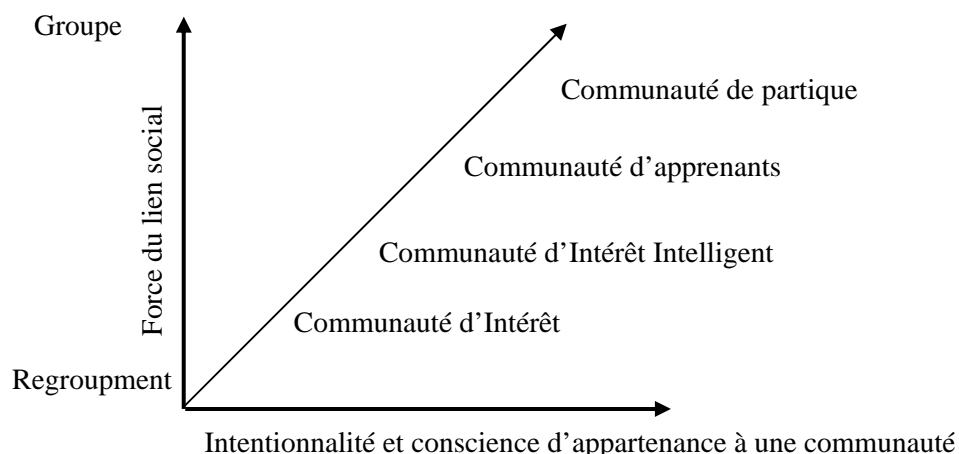 Groupe
Communauté de partique
Communauté d’apprenants
Force du lien social
Communauté d’Intérêt Intelligent
Communauté d’Intérêt
Regroupment
Intentionnalité et conscience d’appartenance à une communauté